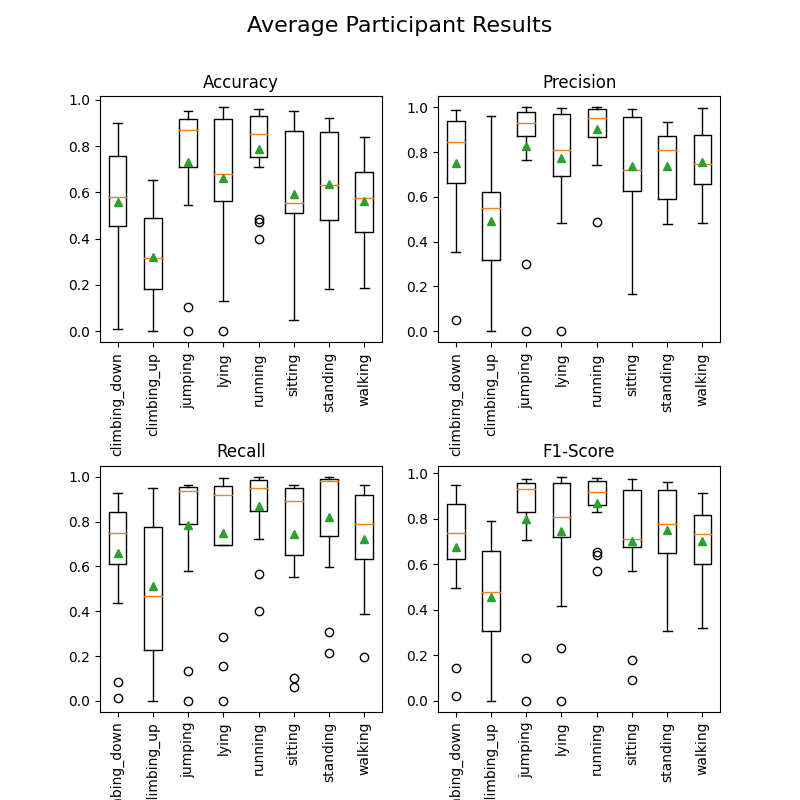 Average Participant Results
Accuracy
Precision
1.0
0.8
0.6
0.4
0.2
0.0
climbing_down
climbing_up
jumping
lying
running
sitting
standing
walking
1.0
0.8
0.6
0.4
0.2
0.0
climbing_down
climbing_up
jumping
lying
running
sitting
standing
walking
Recall
F1-Score
1.0
0.8
0.6
0.4
0.2
0.0
nbing_down
limbing_up
jumping
lying
running
sitting
standing
walking
1.0
0.8
0.6
0.4
0.2
0.0
nbing_down
limbing_up
jumping
lying
running
sitting
standing
walking